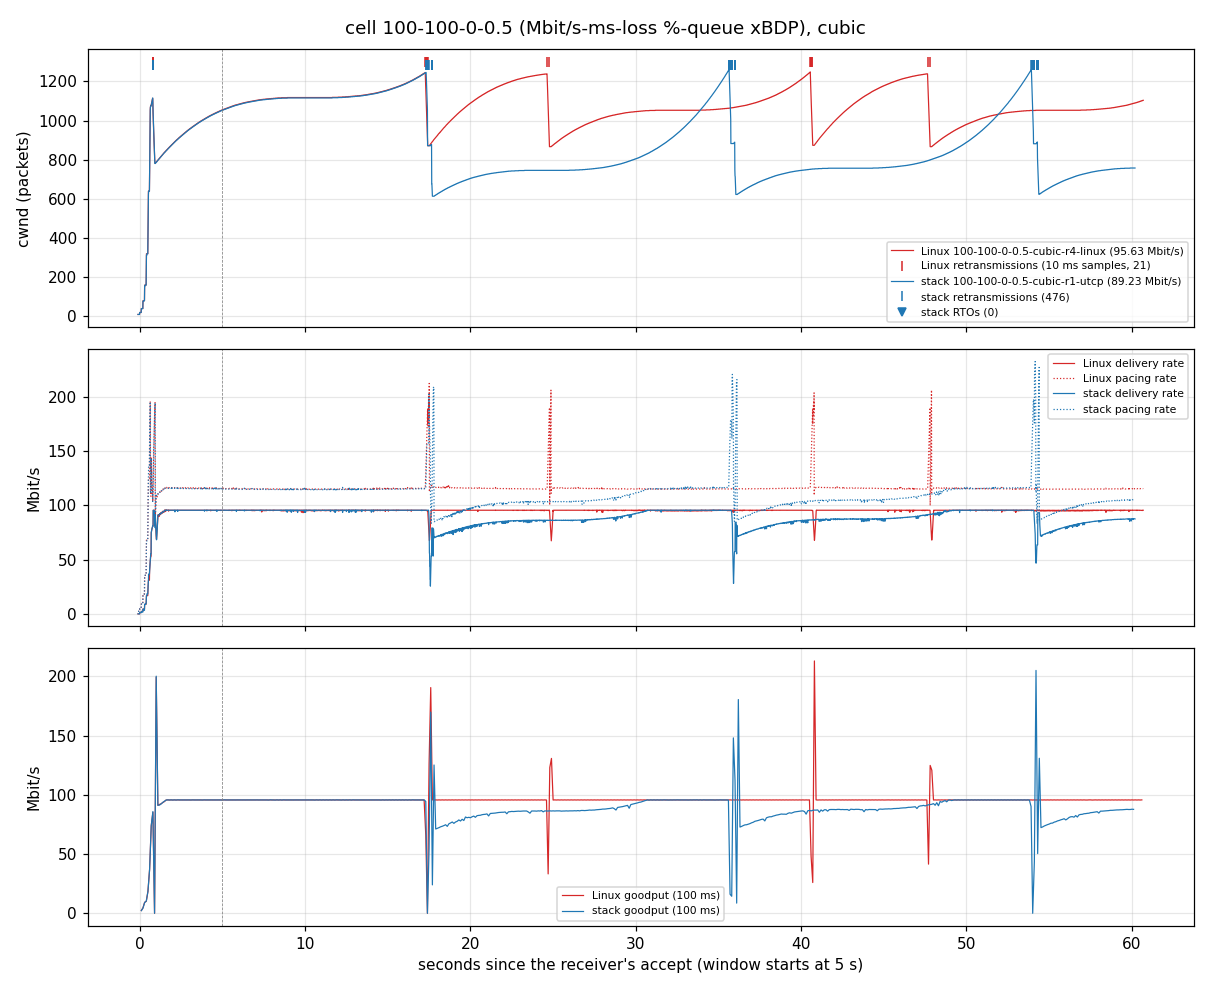 cell 100-100-0-0.5 (Mbit/s-ms-loss %-queue xBDP), cubic
cwnd (packets)
1200
1000
800
600
400
200
0
Linux 100-100-0-0.5-cubic-r4-linux (95.63 Mbit/s)
Linux retransmissions (10 ms samples, 21)
stack 100-100-0-0.5-cubic-r1-utcp (89.23 Mbit/s)
stack retransmissions (476)
stack RTOs (0)
Mbit/s
200
150
100
50
0
Linux delivery rate
Linux pacing rate
stack delivery rate
stack pacing rate
Mbit/s
200
150
100
50
0
Linux goodput (100 ms)
stack goodput (100 ms)
0 10 20 30 40 50 60
seconds since the receiver's accept (window starts at 5 s)